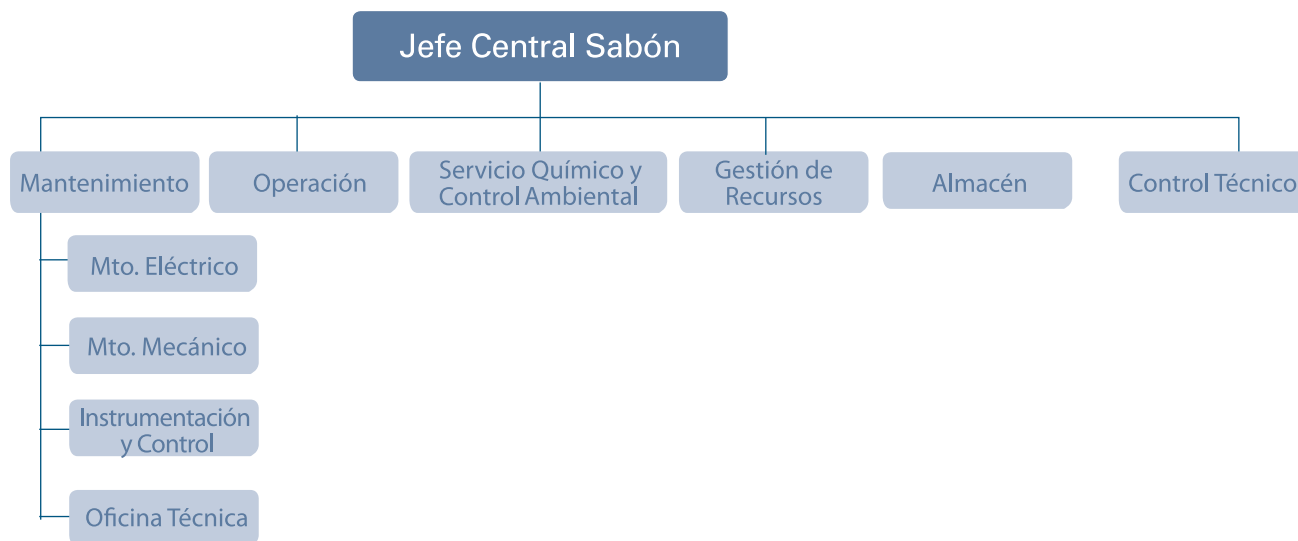 Jefe Central Sabón
Mantenimiento
Operación
Servicio Químico y
Control Ambiental
Gestión de
Recursos
Almacén
Control Técnico
Mto. Eléctrico
Mto. Mecánico
Instrumentación
y Control
Oficina Técnica